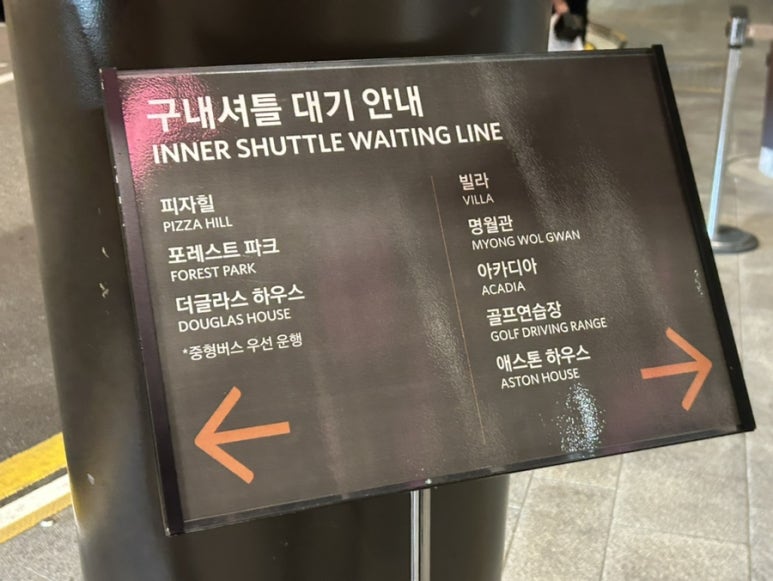 구내셔틀 대기 안내
INNER SHUTTLE WAITING LINE
피자힐
PIZZA HILL
포레스트 파크
FOREST PARK
더글라스 하우스
DOUGLAS HOUSE
*중형버스 우선 운행
빌라
VILLA
명월관
MYONG WOL GWAN
아카디아
ACADIA
골프연습장
GOLF DRIVING RANGE
애스톤 하우스
ASTON HOUSE